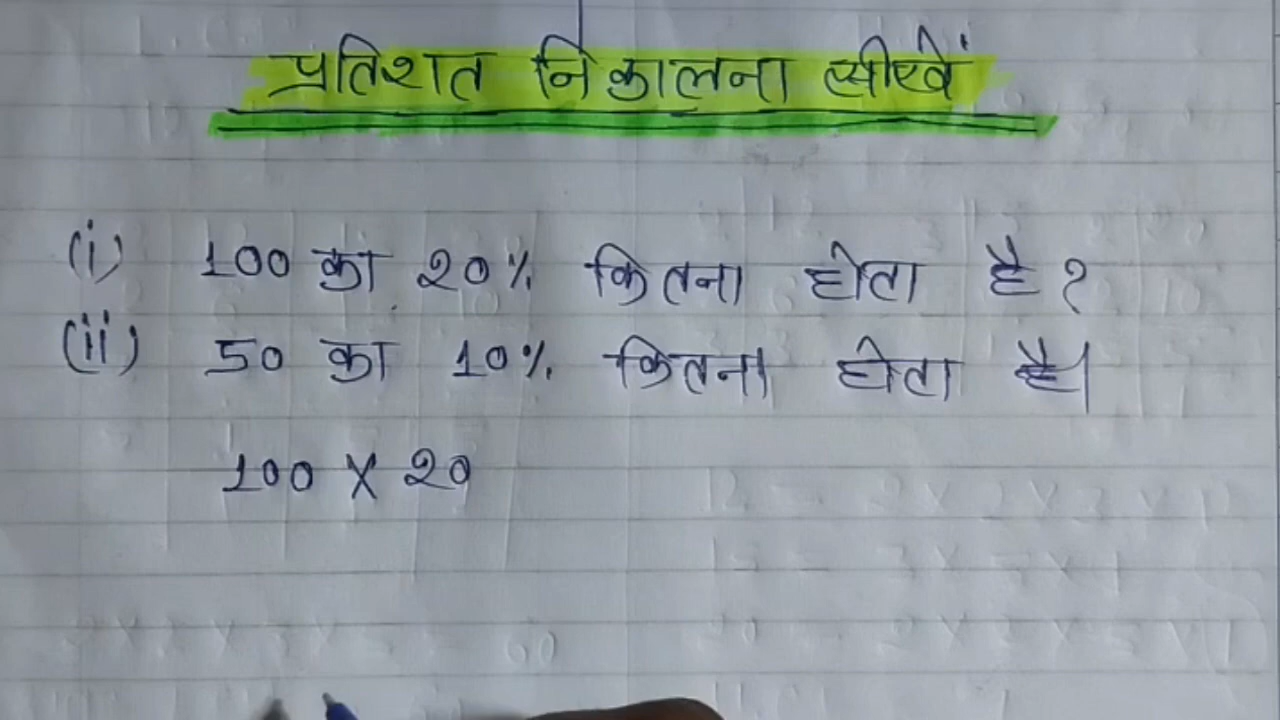 प्रतिशत निकालना सीखें
(i) 100 का 20% कितना होता है?
(ii) 50 का 10% कितना होता है।
100 X 20